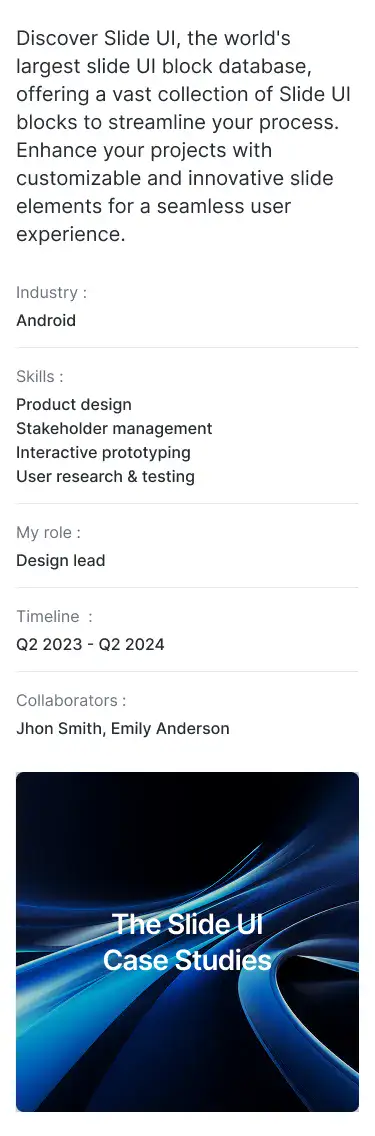 Discover Slide UI, the world's
largest slide UI block database,
offering a vast collection of Slide UI
blocks to streamline your process.
Enhance your projects with
customizable and innovative slide
elements for a seamless user
experience.
Industry :
Android
Skills :
Product design
Stakeholder management
Interactive prototyping
User research & testing
My role :
Design lead
Timeline  :
Q2 2023 - Q2 2024
Collaborators :
Jhon Smith, Emily Anderson
The Slide UI
Case Studies